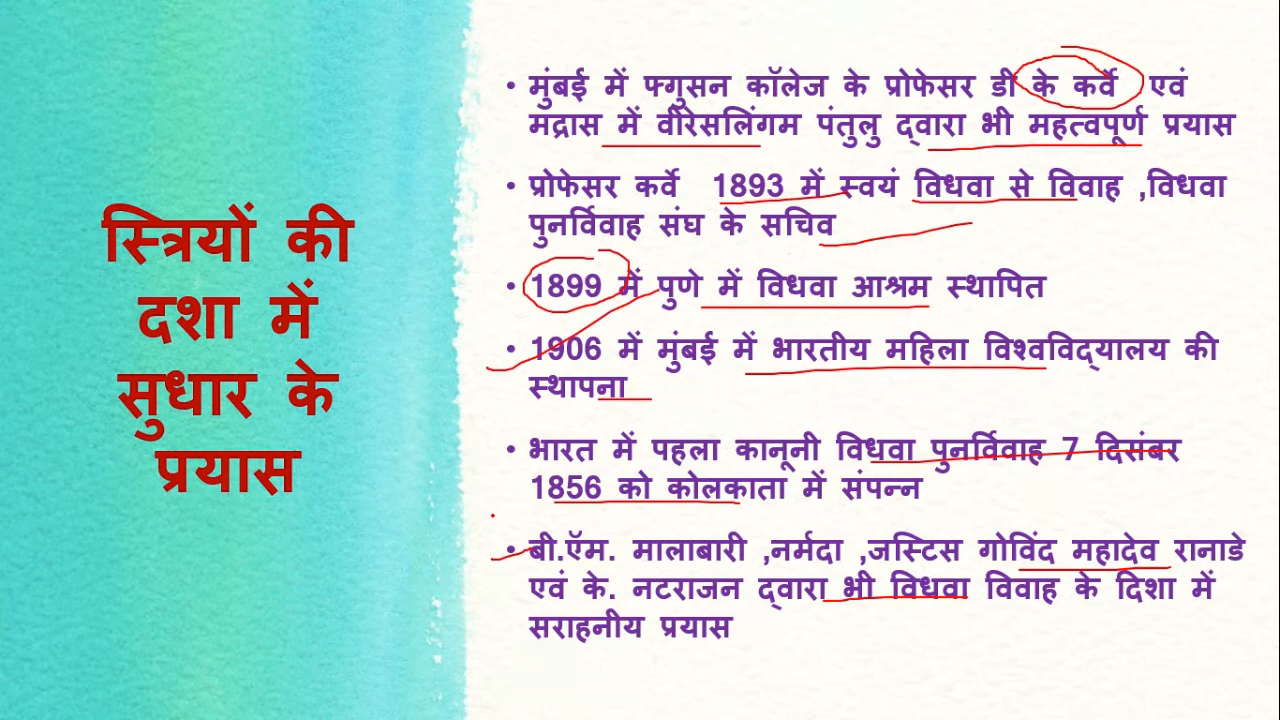 स्त्रियों की
दशा में
सुधार के
प्रयास
• मुंबई में फ्गुसन कॉलेज के प्रोफेसर डी के कर्वे एवं
मद्रास में वीरेसलिंगम पंतुलु द्वारा भी महत्वपूर्ण प्रयास
• प्रोफेसर कर्वे 1893 में स्वयं विधवा से विवाह ,विधवा
पुनर्विवाह संघ के सचिव
• 1899 में पुणे में विधवा आश्रम स्थापित
• 1906 में मुंबई में भारतीय महिला विश्वविद्यालय की
स्थापना
• भारत में पहला कानूनी विधवा पुनर्विवाह 7 दिसंबर
1856 को कोलकाता में संपन्न
• बी.ऍम. मालाबारी ,नर्मदा ,जस्टिस गोविंद महादेव रानाडे
एवं के. नटराजन द्वारा भी विधवा विवाह के दिशा में
सराहनीय प्रयास